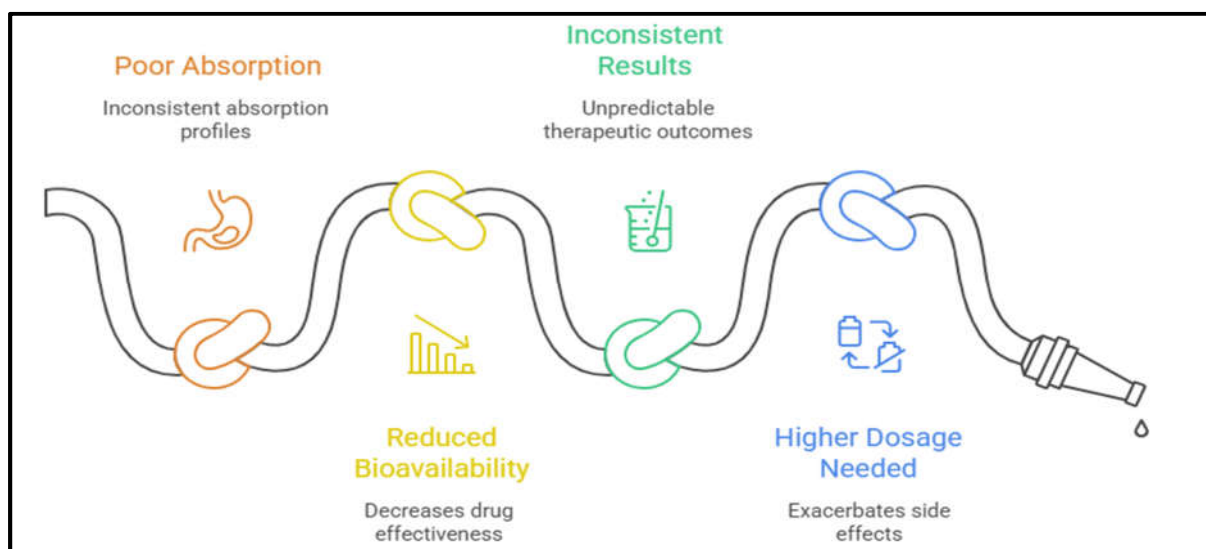 Poor Absorption
Inconsistent absorption
profiles
Reduced
Bioavailability
Decreases drug
effectiveness
Inconsistent
Results
Unpredictable
therapeutic outcomes
Higher Dosage
Needed
Exacerbates side
effects